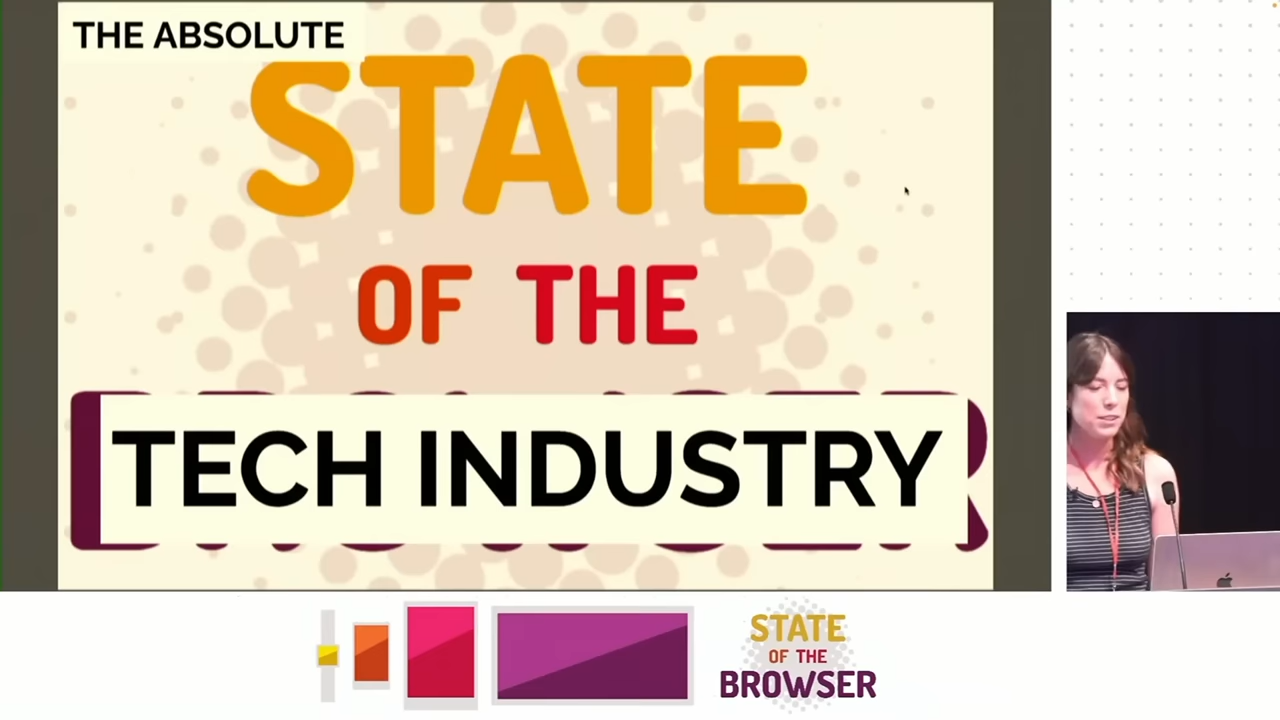 THE ABSOLUTE
STATE
OF THE
TECH INDUSTRY
STATE
OF THE
BROWSER